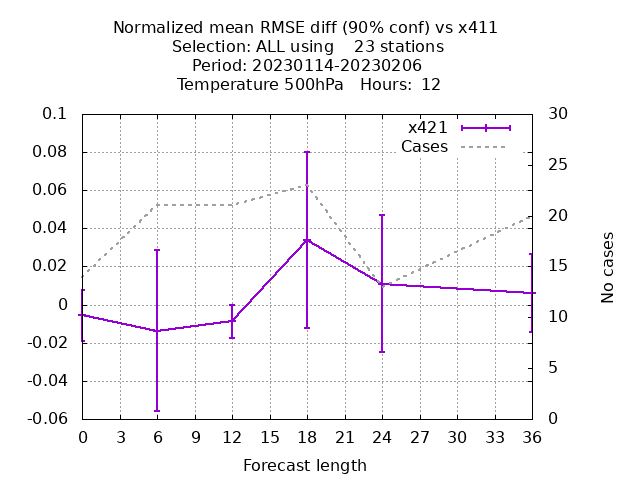 Normalized mean RMSE diff (90% conf) vs x411
Selection: ALL using    23 stations
Period: 20230114-20230206
Temperature 500hPa   Hours:  12
x421
Cases
0.1
0.08
0.06
0.04
0.02
0
-0.02
-0.04
-0.06
30
25
20
15
10
5
0
No cases
0 3 6 9 12 15 18 21 24 27 30 33 36
Forecast length